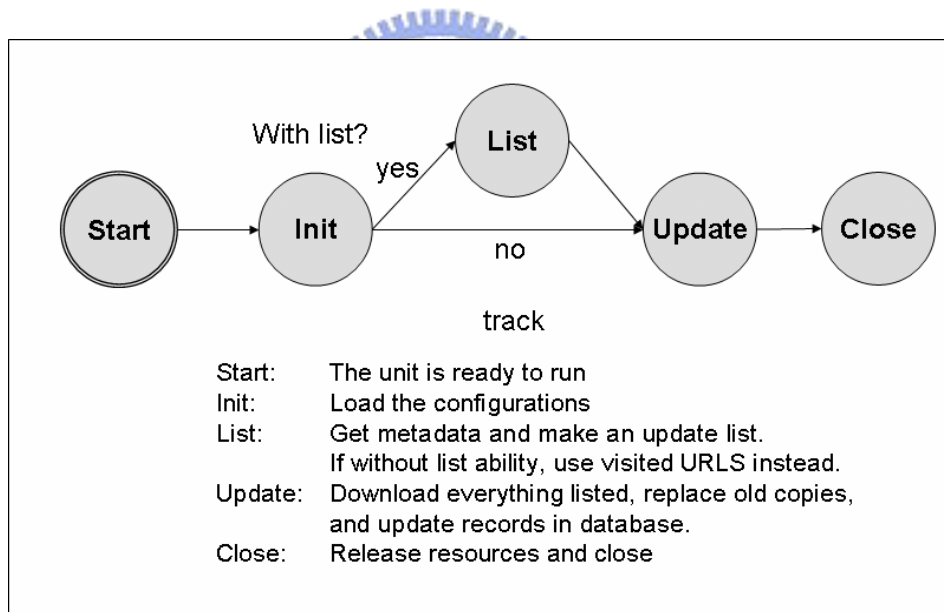 With list?
yes
List
Start
Init
no
Update
Close
track
Start: The unit is ready to run
Init: Load the configurations
List: Get metadata and make an update list.
If without list ability, use visited URLS instead.
Update: Download everything listed, replace old copies,
and update records in database.
Close: Release resources and close